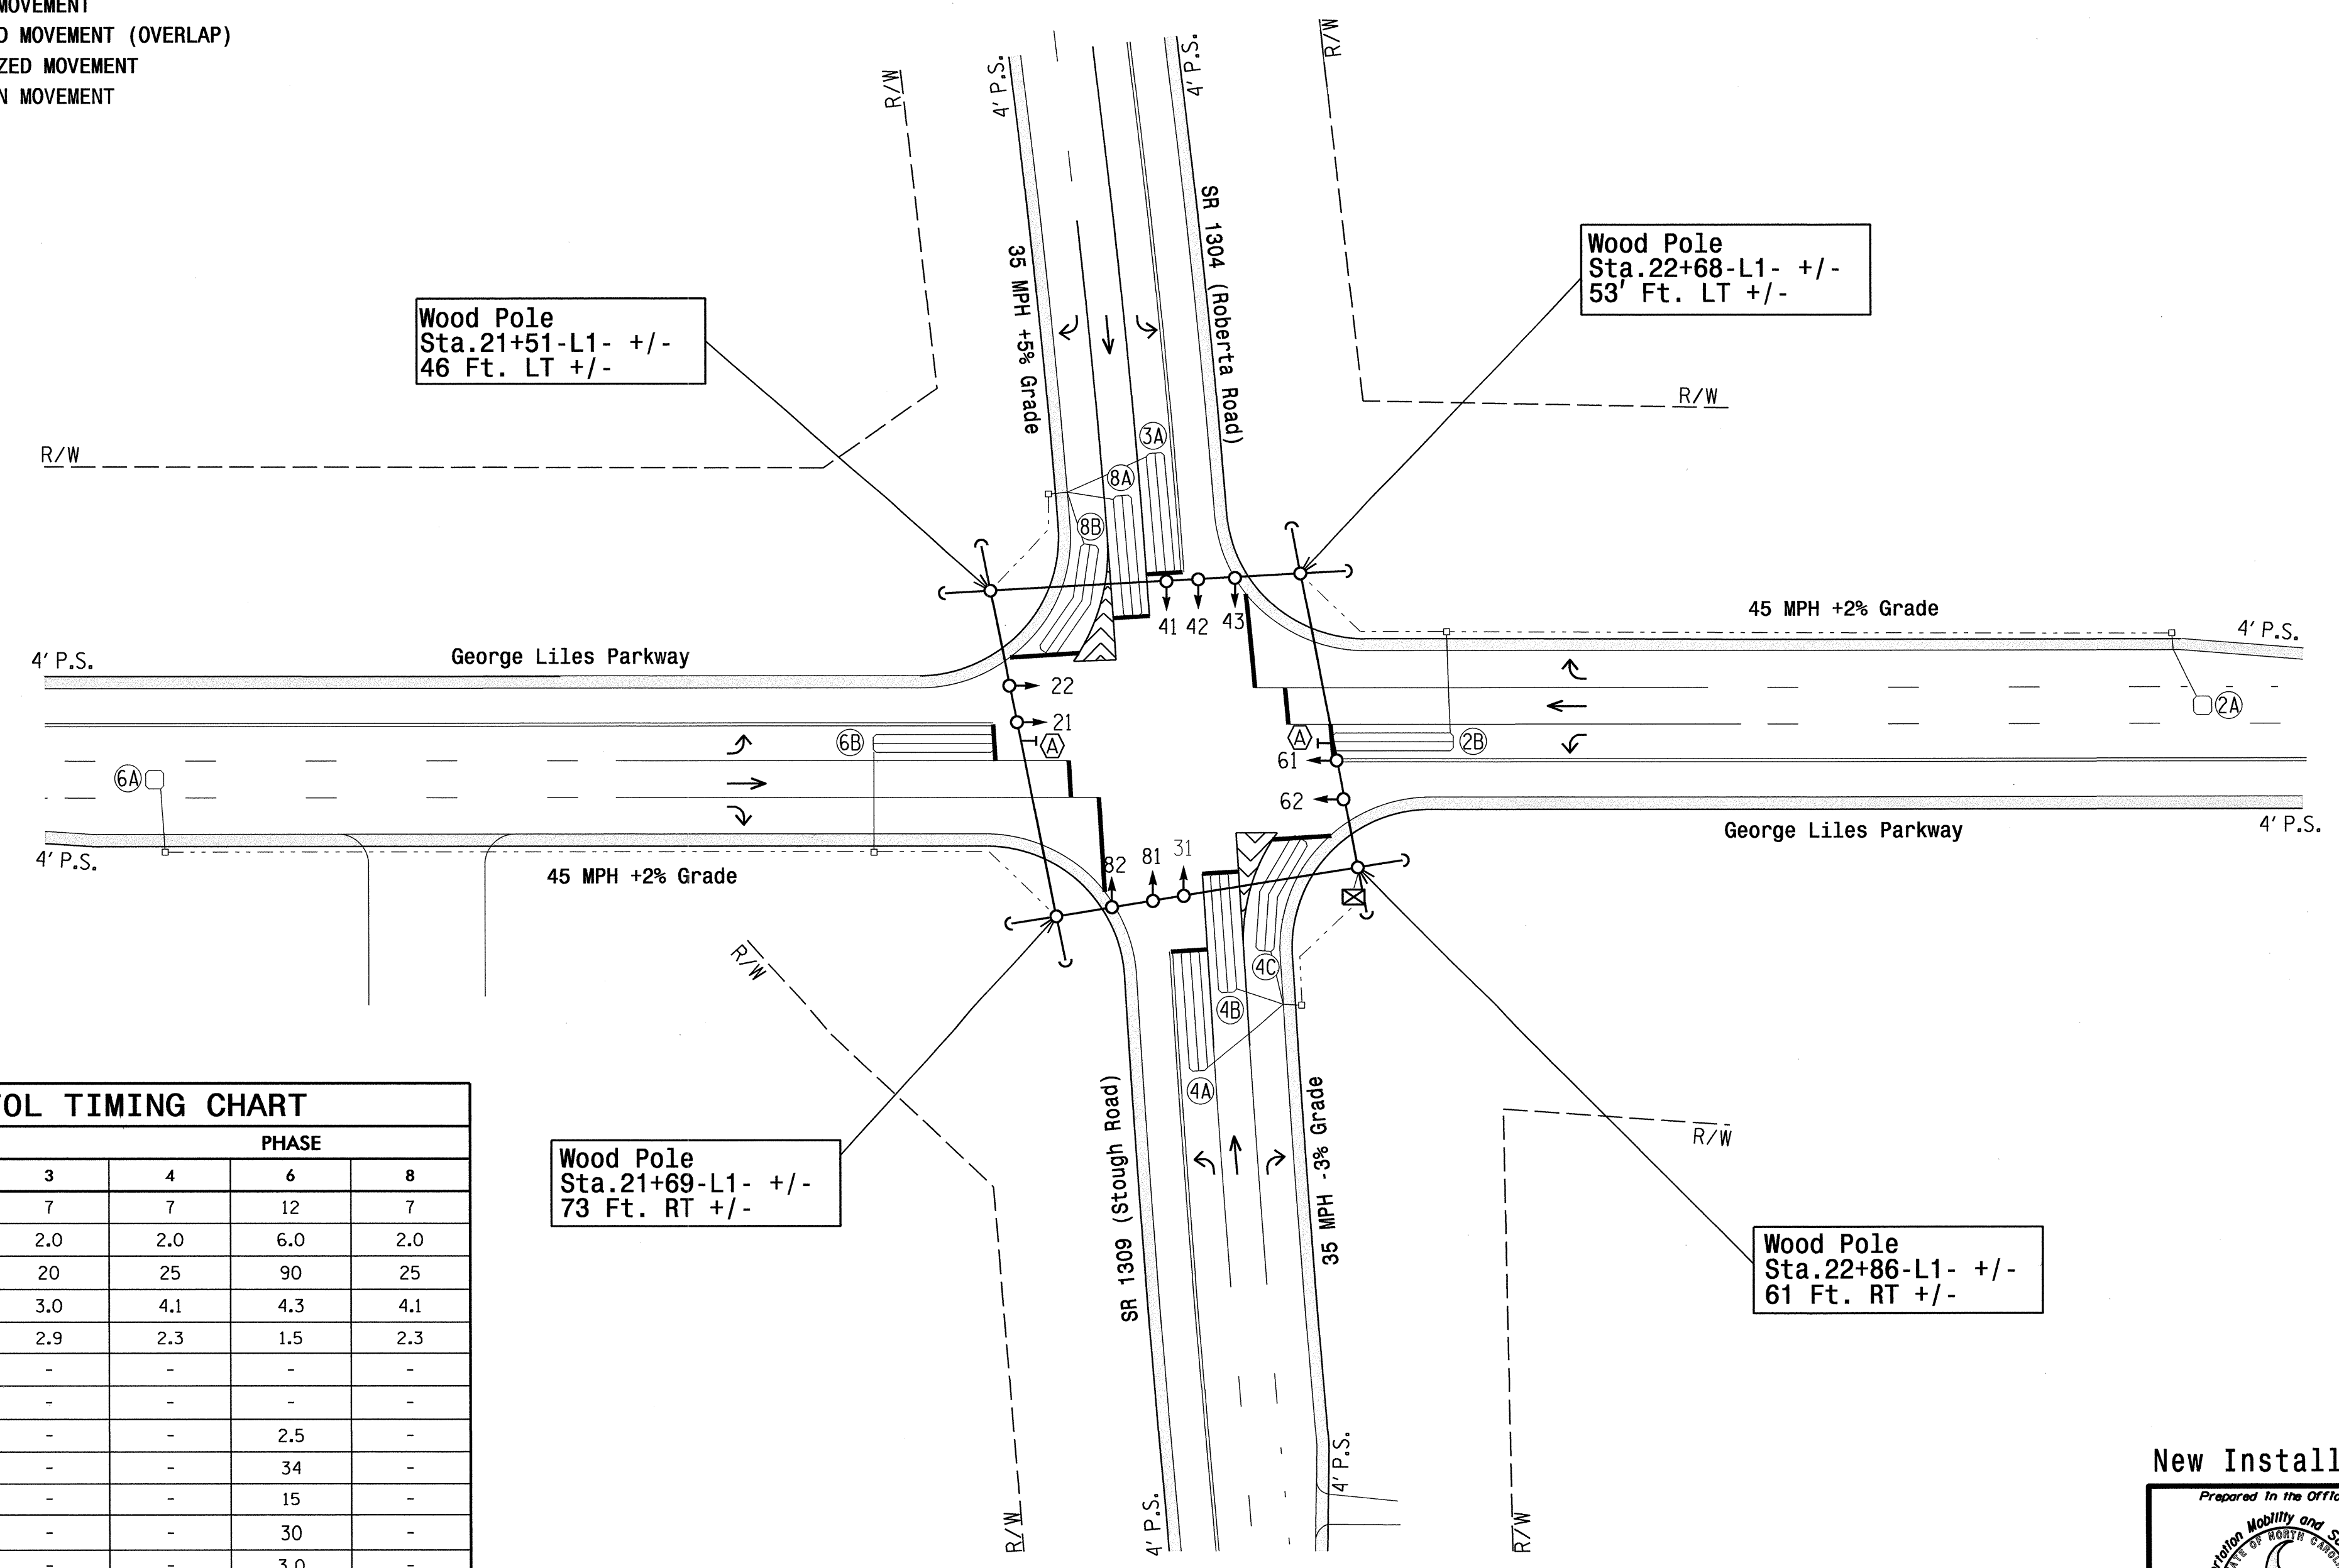 MOVEMENT
MOVEMENT (OVERLAP)
MOVEMENT
MOVEMENT
R/W
4' P.S.
4' P.S.
R/W
SR 1304 (Roberta Road)
35 MPH +5% Grade
Wood Pole
Sta.22+68-L1- +/-
53' Ft. LT +/-
Wood Pole
Sta.21+51-L1- +/-
46 Ft. LT +/-
R/W
R/W
3A
8A
8B
41 42 43
45 MPH +2% Grade
4' P.S.
4' P.S.
George Liles Parkway
22
21
A
A
6B
2B
2A
6A
61
62
4' P.S.
45 MPH +2% Grade
82 81 31
George Liles Parkway
4' P.S.
R/W
4C
4B
4A
SR 1309 (Stough Road)
35 MPH -3% Grade
R/W
Wood Pole
Sta.21+69-L1- +/-
73 Ft. RT +/-
Wood Pole
Sta.22+86-L1- +/-
61 Ft. RT +/-
TIMING CHART
PHASE
3 4 6 8
7 7 12 7
2.0 2.0 6.0 2.0
20 25 90 25
3.0 4.1 4.3 4.1
2.9 2.3 1.5 2.3
- - - -
- - - -
- - 2.5 -
- - 34 -
- - 15 -
- - 30 -
- - 3.0 -
R/W
4' P.S.
4' P.S.
R/W
New Install
Prepared in the Offic
Mobility and S
OF NORTH CAROL